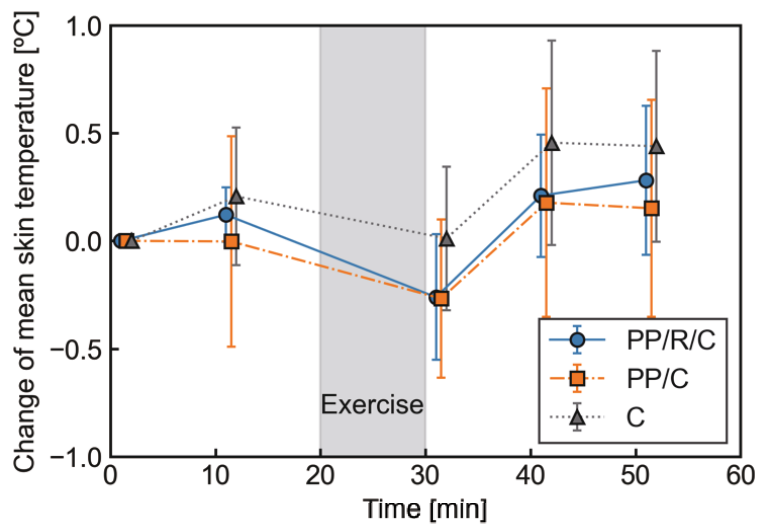 Change of mean skin temperature [ºC]
1.0
0.5
0.0
−0.5
−1.0
Exercise
PP/R/C
PP/C
C
0 10 20 30 40 50 60
Time [min]